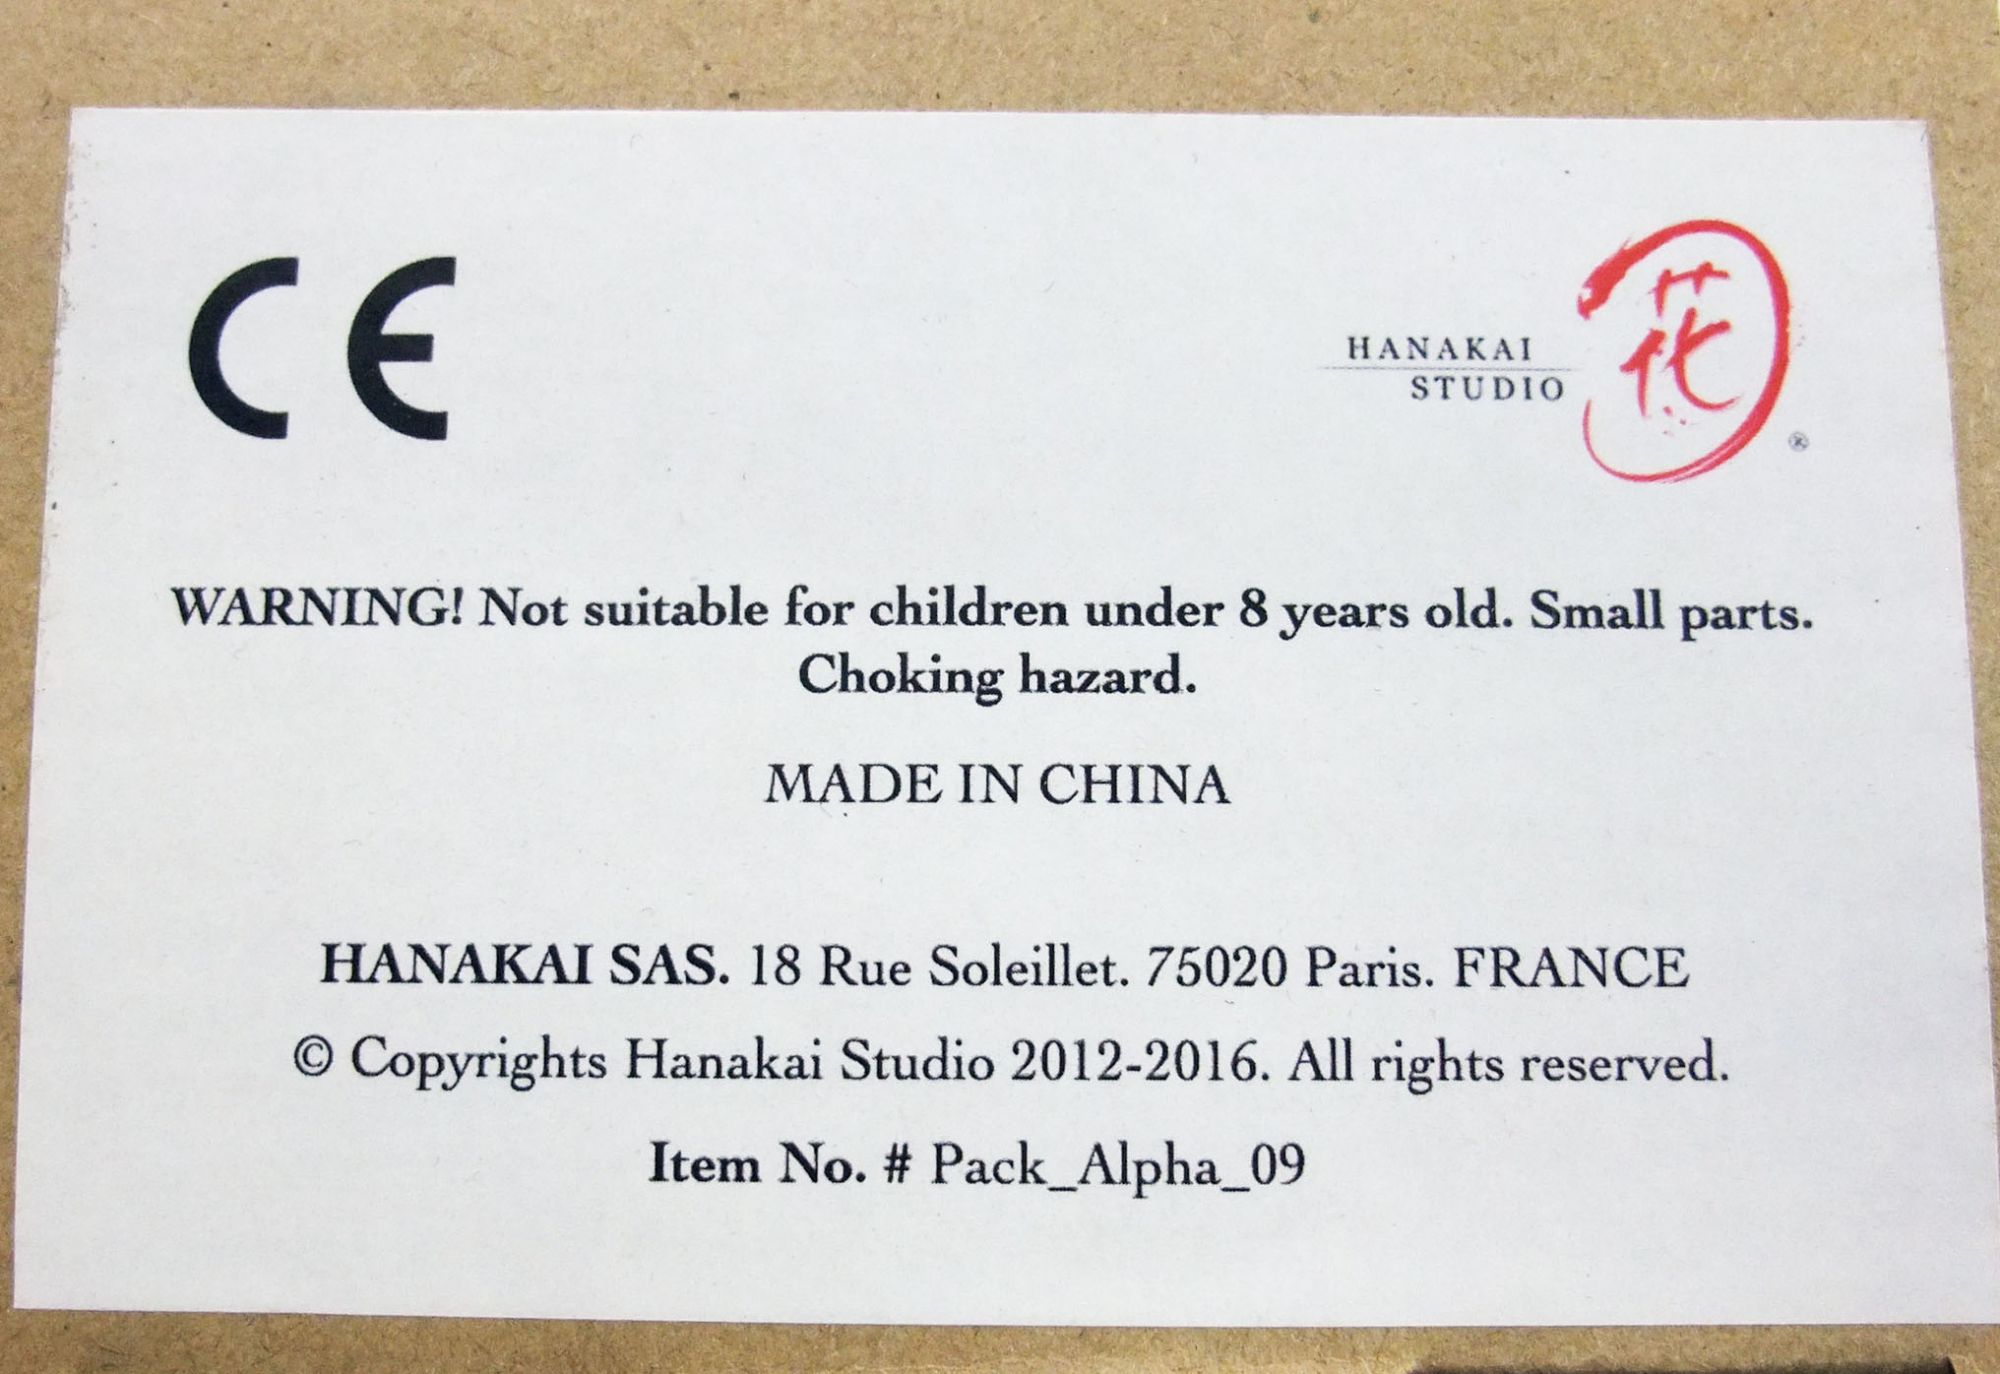 CE
HANAKAI
STUDIO
花
®
WARNING! Not suitable for children under 8 years old. Small parts.
Choking hazard.
MADE IN CHINA
HANAKAI SAS. 18 Rue Soleillet. 75020 Paris. FRANCE
© Copyrights Hanakai Studio 2012-2016. All rights reserved.
Item No. # Pack_Alpha_09